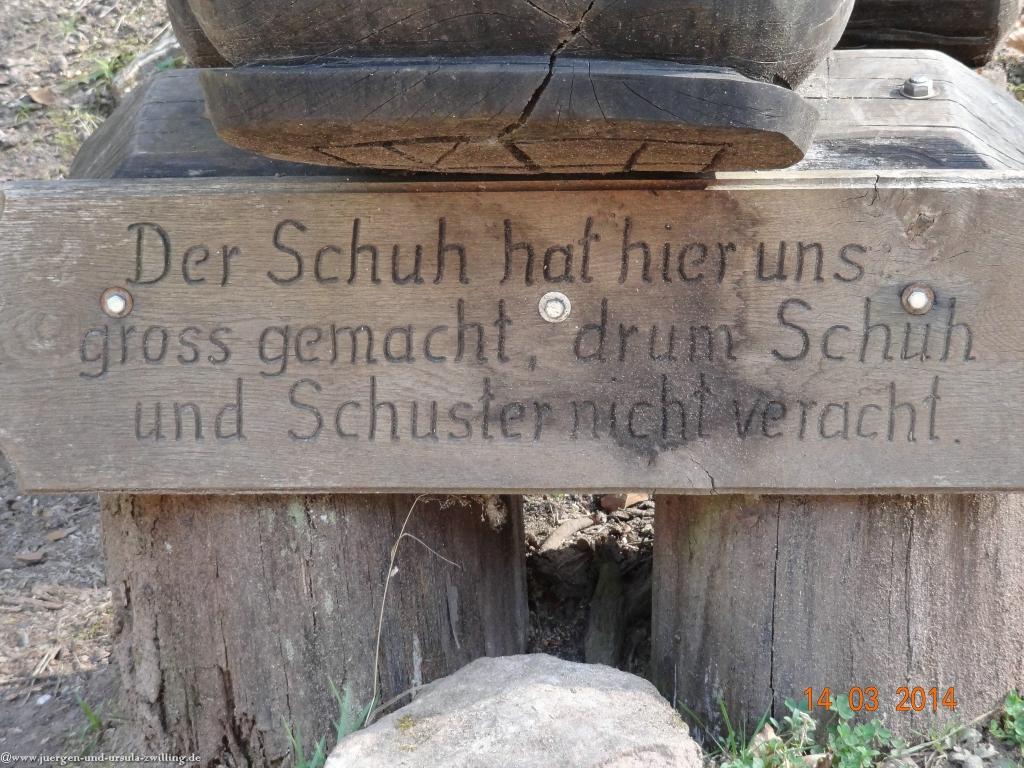 Der Schuh hat hier uns
gross gemacht, drum Schuh
und Schuster nicht veracht.
14 03 2014
@www.juergen-und-ursula-zwilling.de